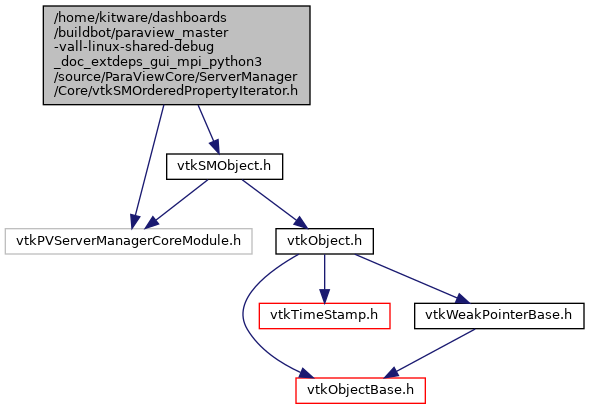 /home/kitware/dashboards
/buildbot/paraview_master
-vall-linux-shared-debug
_doc_extdeps_gui_mpi_python3
/source/ParaViewCore/ServerManager
/Core/vtkSMOrderedPropertyIterator.h
vtkSMObject.h
vtkPVServerManagerCoreModule.h
vtkObject.h
vtkTimeStamp.h
vtkWeakPointerBase.h
vtkObjectBase.h